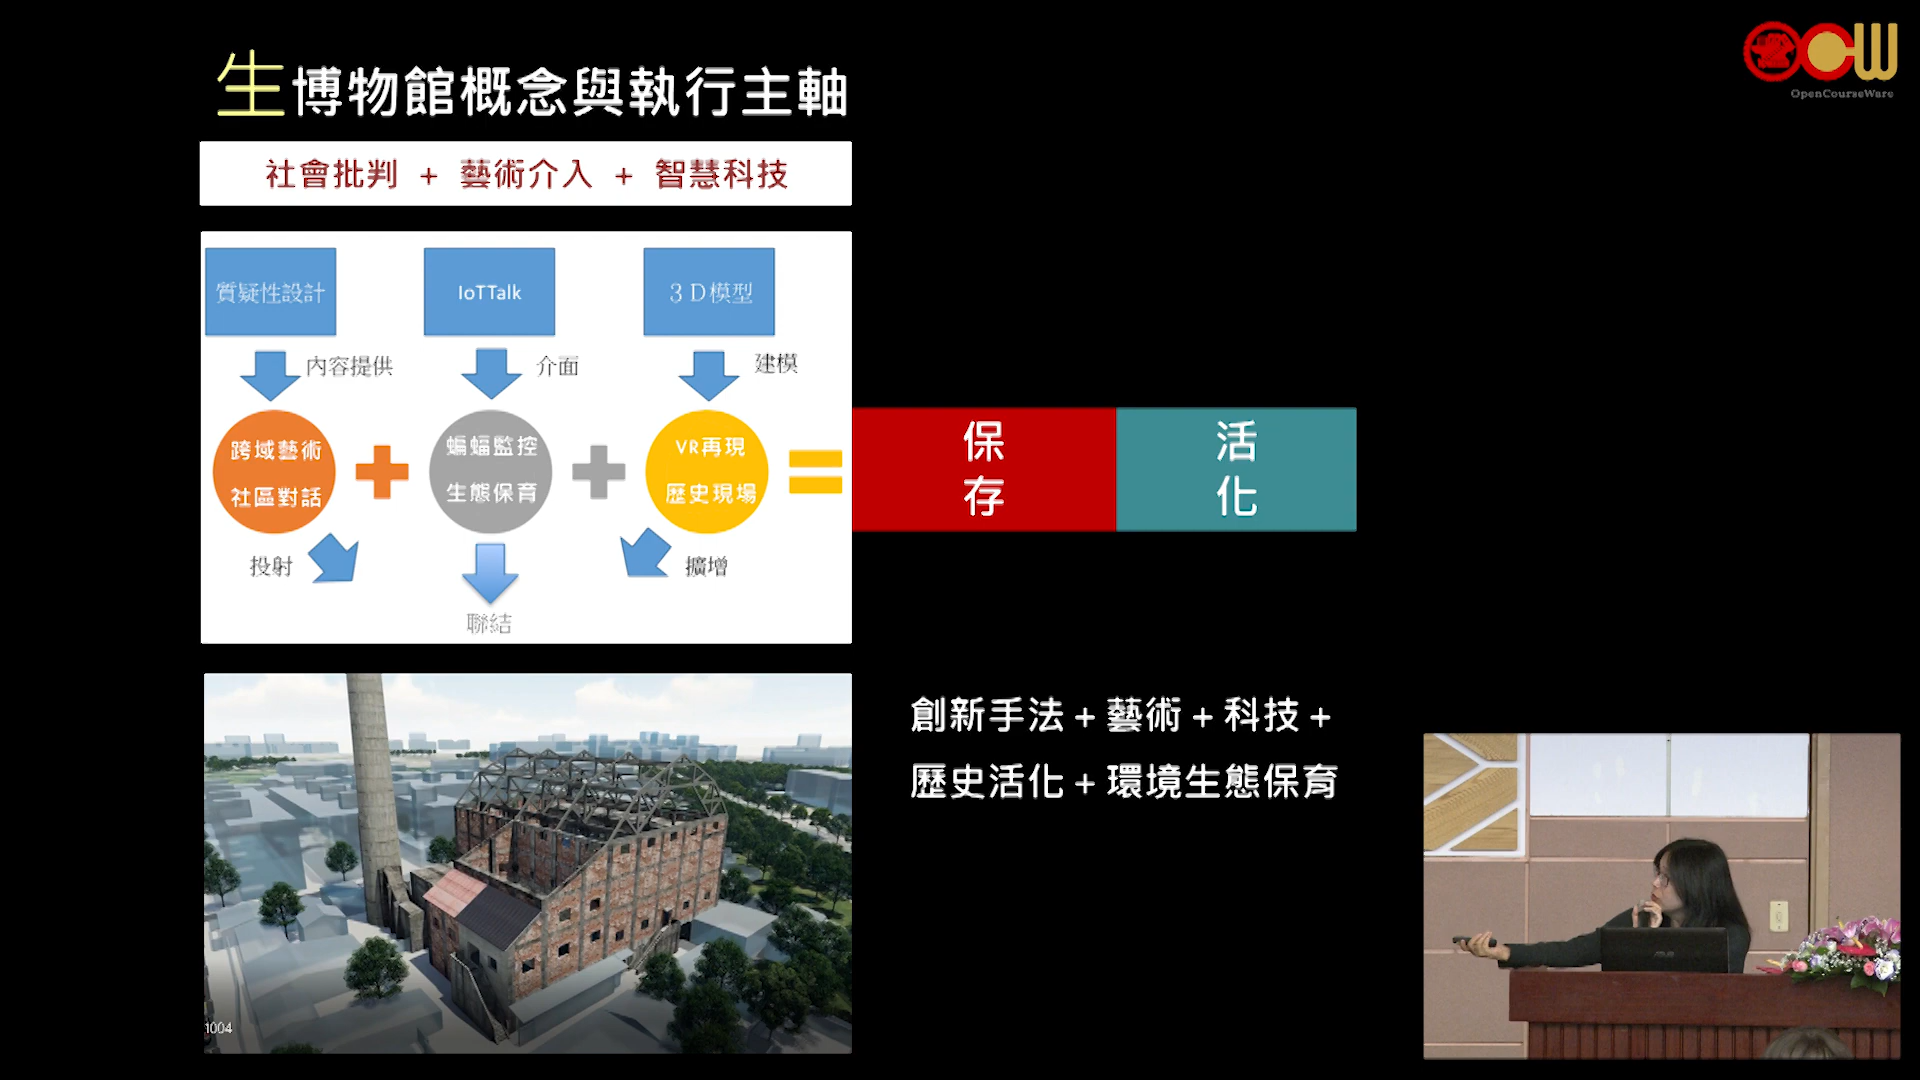 生博物館概念與執行主軸
OpenCourseWare
社會批判 + 藝術介入 + 智慧科技
質疑性設計
IoTTalk
3D模型
內容提供
介面
建模
跨域藝術
社區對話
蝙蝠監控
生態保育
VR再現
歷史現場
投射
聯結
擴增
保存
活化
創新手法 + 藝術 + 科技 +
歷史活化 + 環境生態保育
1004